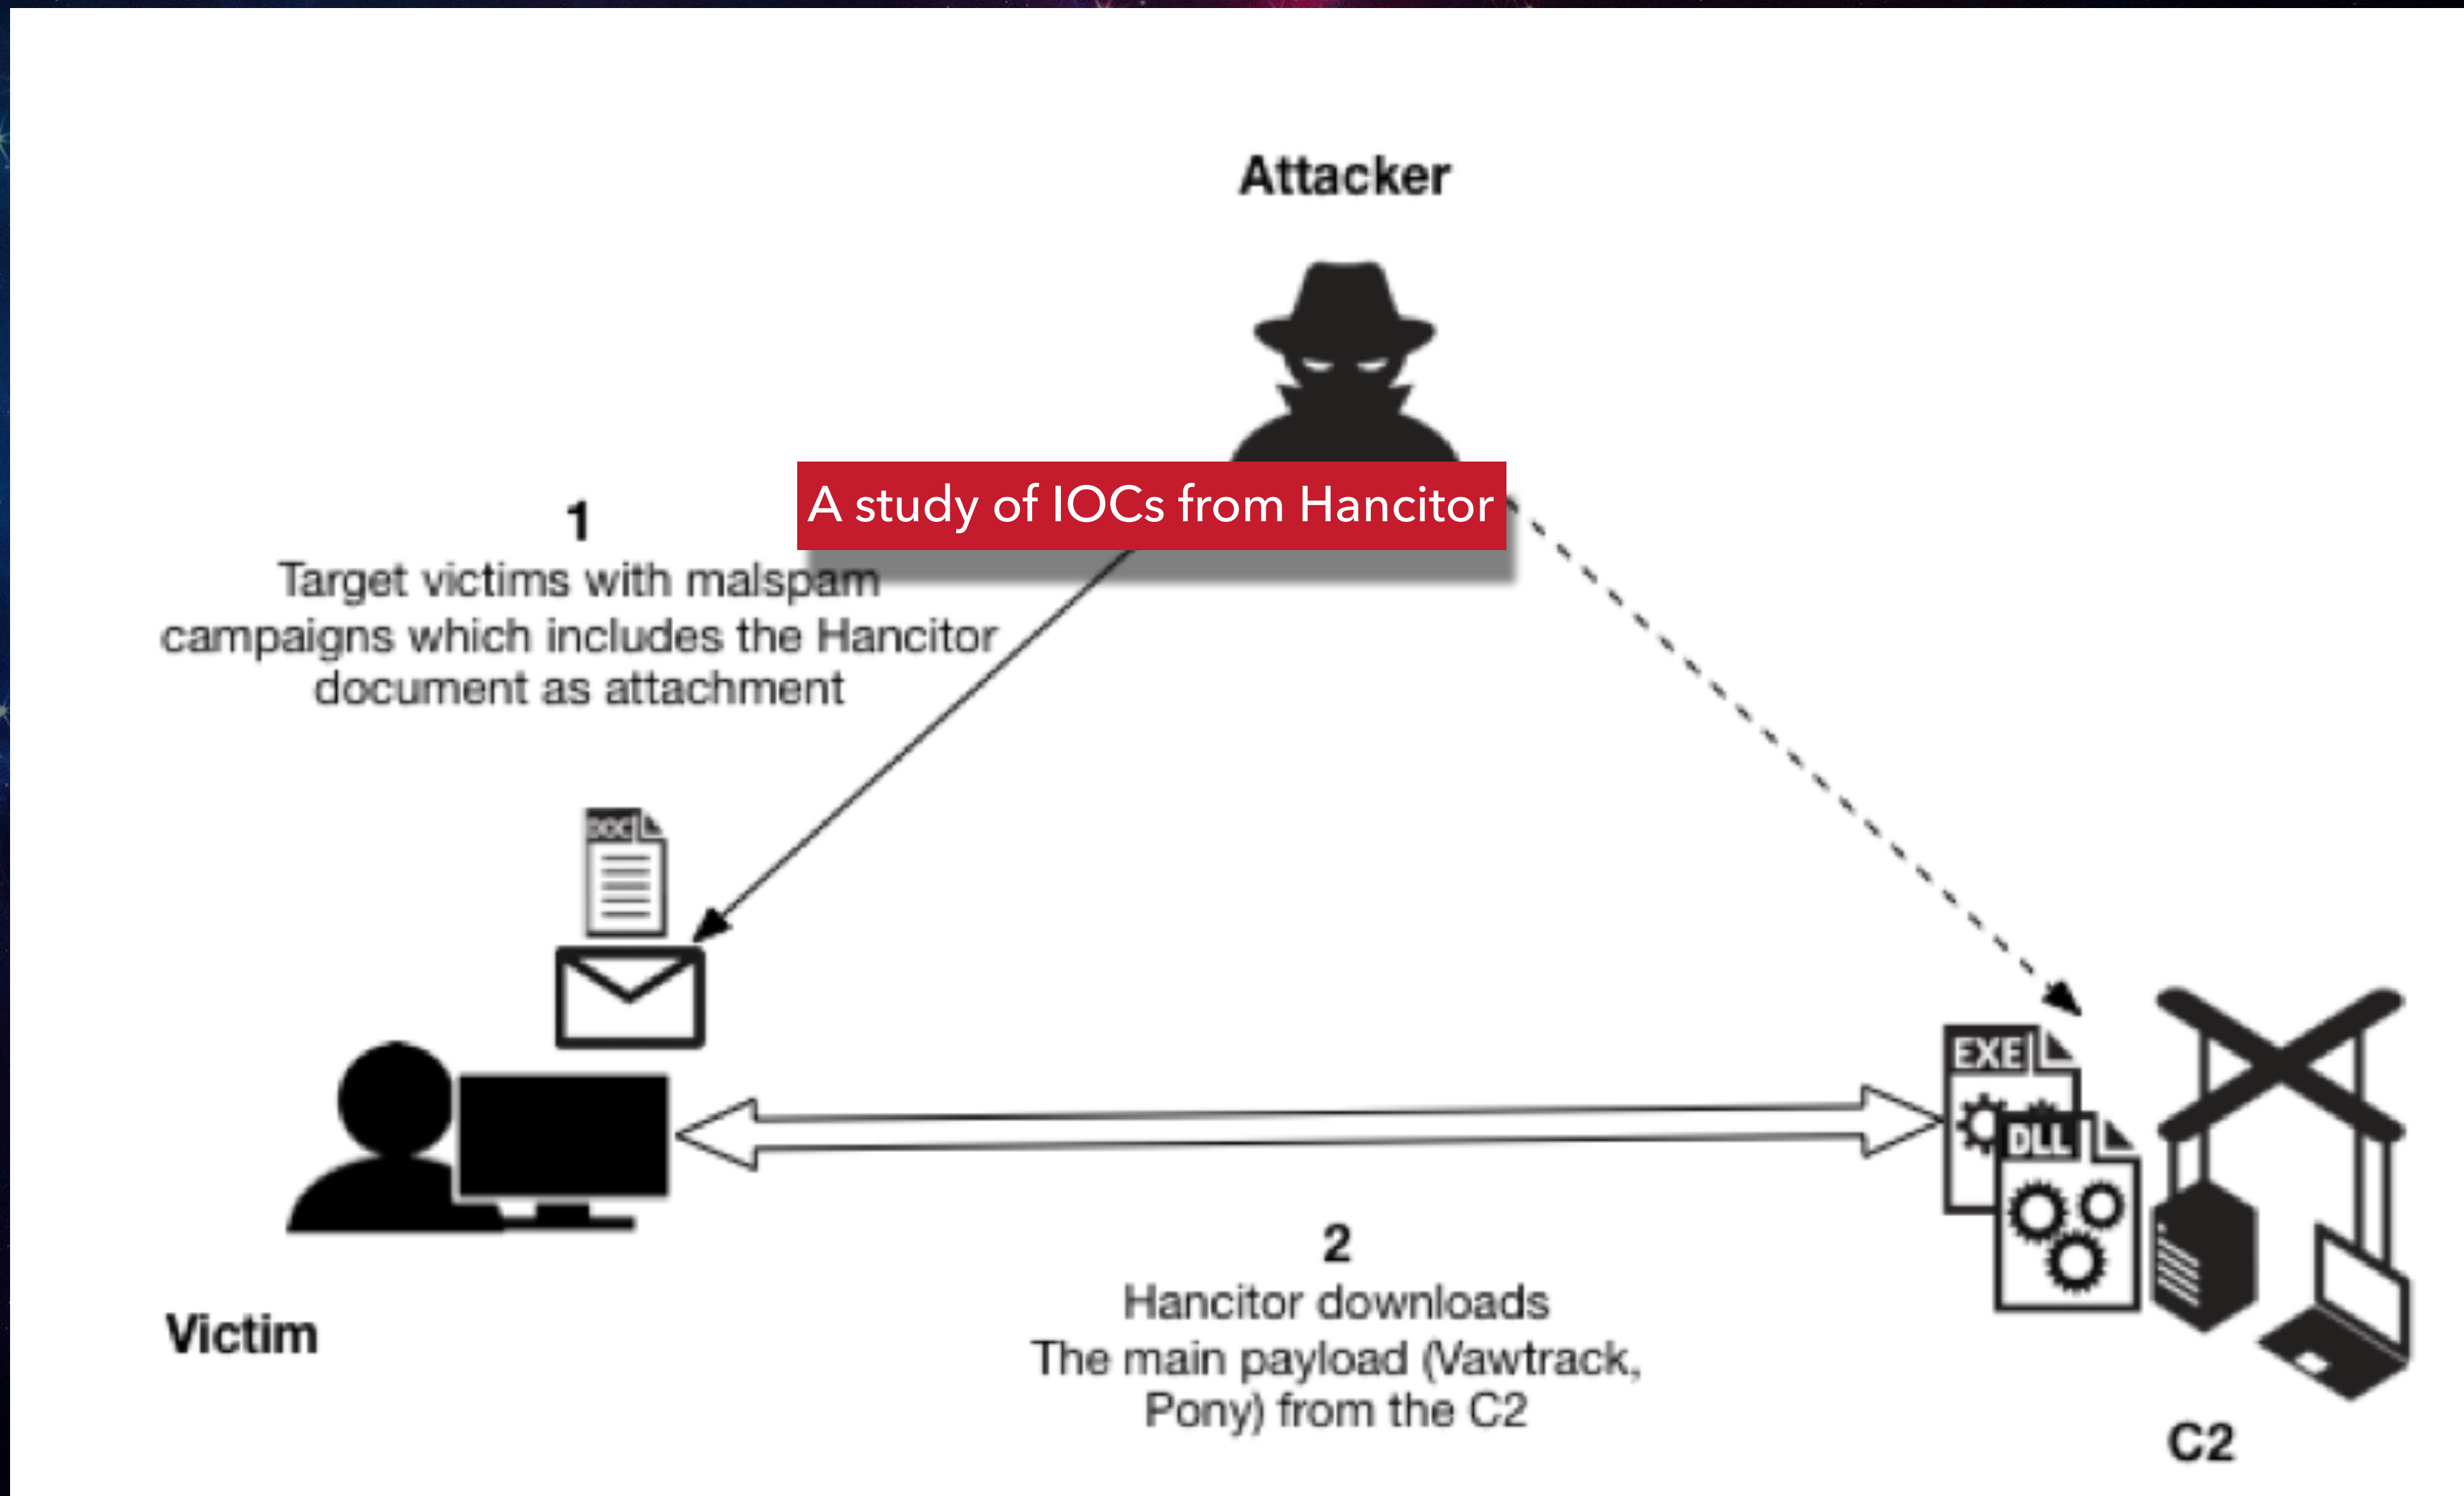 Attacker
A study of IOCs from Hancitor
1
Target victims with malspam
campaigns which includes the Hancitor
document as attachment
DOC
EXE
DLL
2
Hancitor downloads
The main payload (Vawtrack,
Pony) from the C2
Victim
C2